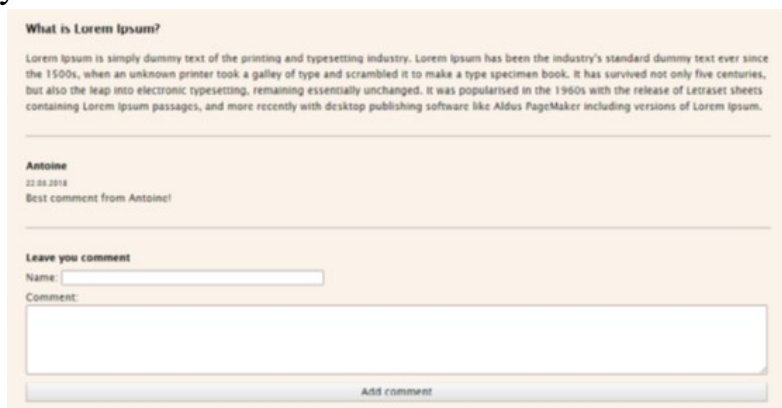 y
What is Lorem Ipsum?
Lorem Ipsum is simply dummy text of the printing and typesetting industry. Lorem Ipsum has been the industry's standard dummy text ever since
the 1500s, when an unknown printer took a galley of type and scrambled it to make a type specimen book. It has survived not only five centuries,
but also the leap into electronic typesetting, remaining essentially unchanged. It was popularised in the 1960s with the release of Letraset sheets
containing Lorem Ipsum passages, and more recently with desktop publishing software like Aldus PageMaker including versions of Lorem Ipsum.
Antoine
22.03.2018
Best comment from Antoine!
Leave you comment
Name:
Comment:
Add comment